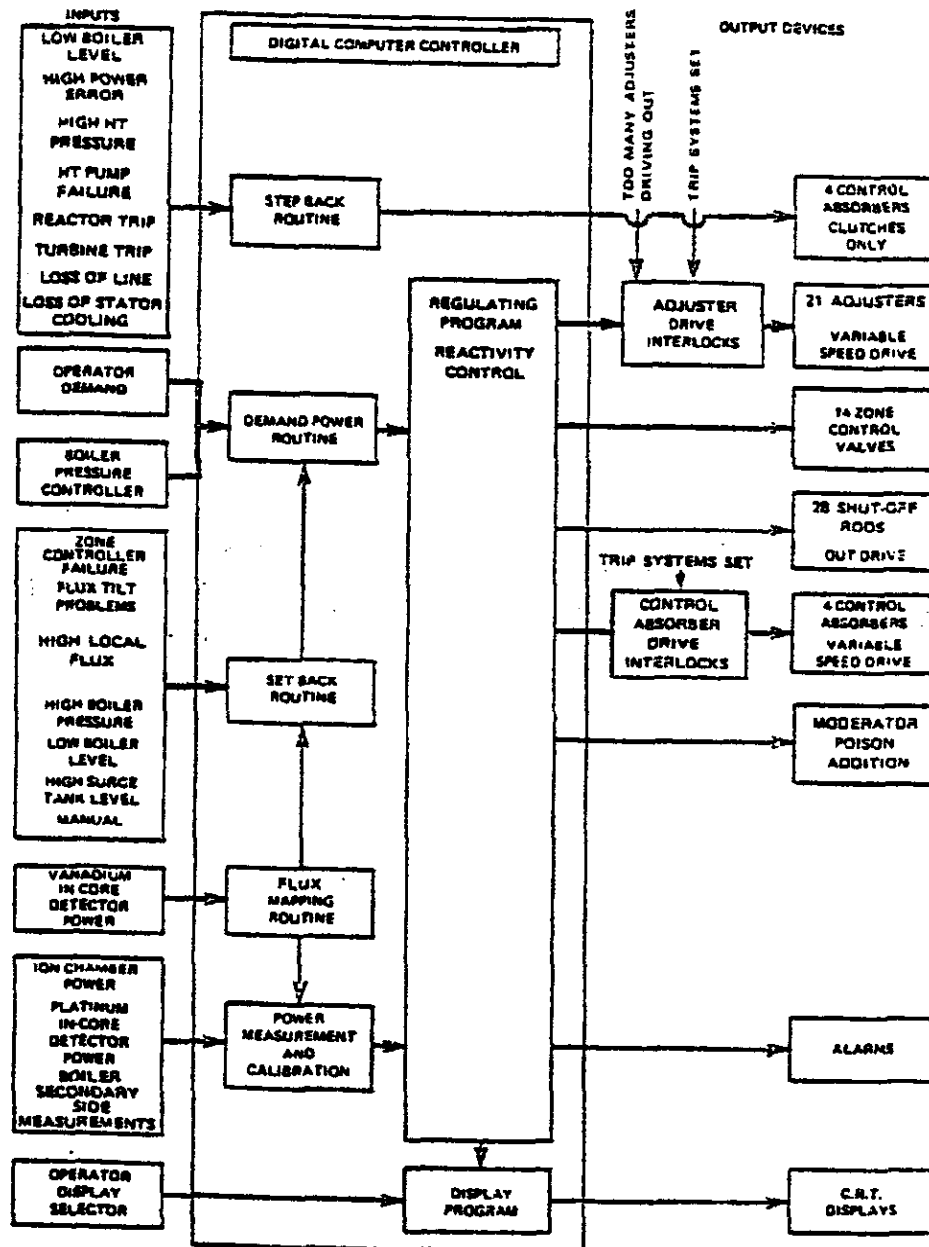 INPUTS
LOW BOILER
LEVEL
HIGH POWER
ERROR
HIGH HT
PRESSURE
HT PUMP
FAILURE
REACTOR TRIP
TURBINE TRIP
LOSS OF LINE
LOSS OF STATOR
COOLING
OPERATOR
DEMAND
BOILER
PRESSURE
CONTROLLER
ZONE
CONTROLLER
FAILURE
FLUX TILT
PROBLEMS
HIGH LOCAL
FLUX
HIGH BOILER
PRESSURE
LOW BOILER
LEVEL
HIGH SURGE
TANK LEVEL
MANUAL
VANADIUM
IN CORE
DETECTOR
POWER
ION CHAMBER
POWER
PLATINUM
IN-CORE
DETECTOR
POWER
BOILER
SECONDARY
SIDE
MEASUREMENTS
OPERATOR
DISPLAY
SELECTOR
DIGITAL COMPUTER CONTROLLER
STEP BACK
ROUTINE
DEMAND POWER
ROUTINE
SET BACK
ROUTINE
FLUX
MAPPING
ROUTINE
POWER
MEASUREMENT
AND
CALIBRATION
REGULATING
PROGRAM
REACTIVITY
CONTROL
DISPLAY
PROGRAM
TOO MANY ADJUSTERS
DRIVING OUT
TRIP SYSTEMS SET
ADJUSTER
DRIVE
INTERLOCKS
TRIP SYSTEMS SET
CONTROL
ABSORBER
DRIVE
INTERLOCKS
OUTPUT DEVICES
4 CONTROL
ABSORBERS
CLUTCHES
ONLY
21 ADJUSTERS
VARIABLE
SPEED DRIVE
14 ZONE
CONTROL
VALVES
28 SHUT-OFF
RODS
OUT DRIVE
4 CONTROL
ABSORBERS
VARIABLE
SPEED DRIVE
MODERATOR
POISON
ADDITION
ALARMS
C.R.T.
DISPLAYS